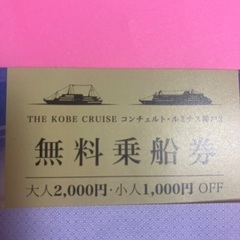 THE KOBE CRUISE コンチェルト・ルミナス神戸2
無料乗船券
大人2,000円・小人1,000円 OFF